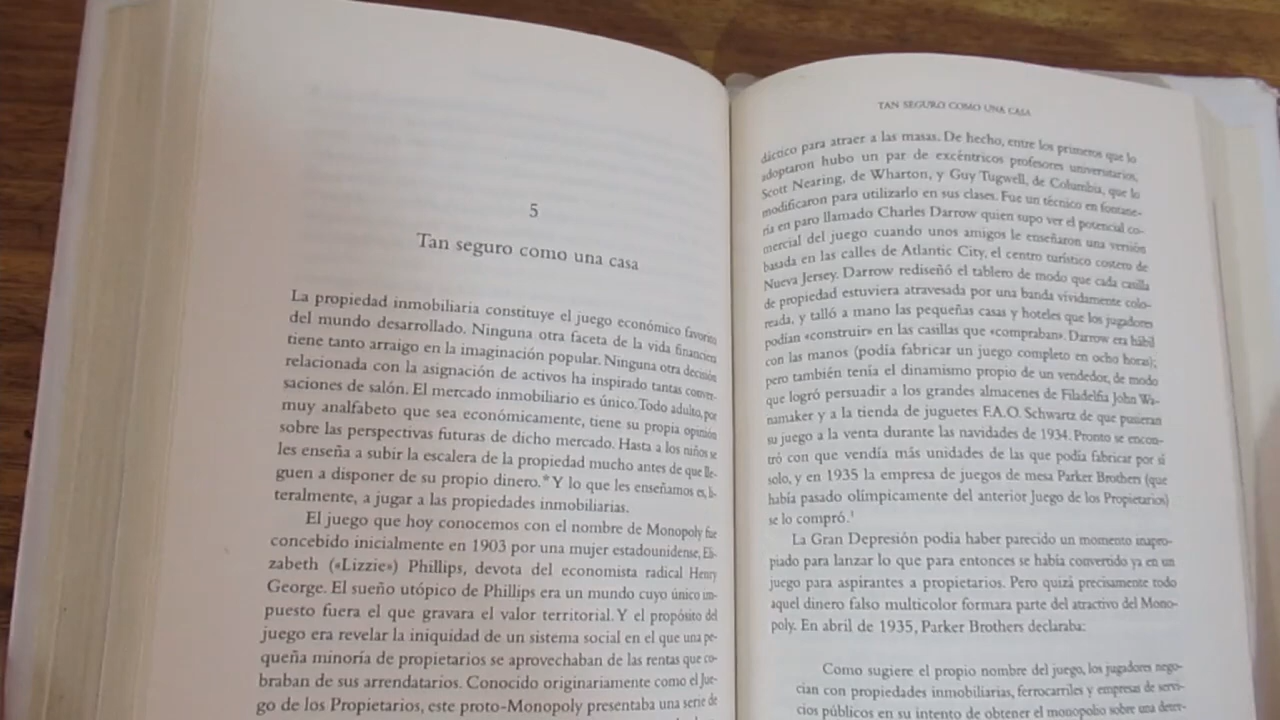 5
Tan seguro como una casa
La propiedad inmobiliaria constituye el juego económico favorito
del mundo desarrollado. Ninguna otra faceta de la vida financiera
tiene tanto arraigo en la imaginación popular. Ninguna otra decisión
relacionada con la asignación de activos ha inspirado tantas conver-
saciones de salón. El mercado inmobiliario es único. Todo adulto, por
muy analfabeto que sea económicamente, tiene su propia opinión
sobre las perspectivas futuras de dicho mercado. Hasta a los niños se
les enseña a subir la escalera de la propiedad mucho antes de que lle-
guen a disponer de su propio dinero.* Y lo que les enseñamos es, li-
teralmente, a jugar a las propiedades inmobiliarias.
El juego que hoy conocemos con el nombre de Monopoly fue
concebido inicialmente en 1903 por una mujer estadounidense, Eli-
zabeth («Lizzie») Phillips, devota del economista radical Henry
George. El sueño utópico de Phillips era un mundo cuyo único im-
puesto fuera el que gravara el valor territorial. Y el propósito del
juego era revelar la iniquidad de un sistema social en el que una pe-
queña minoría de propietarios se aprovechaban de las rentas que co-
braban de sus arrendatarios. Conocido originariamente como el Jue-
go de los Propietarios, este proto-Monopoly presentaba una serie de
TAN SEGURO COMO UNA CASA
dáctico para atraer a las masas. De hecho, entre los primeros que lo
adoptaron hubo un par de excéntricos profesores universitarios,
Scott Nearing, de Wharton, y Guy Tugwell, de Columbia, que lo
modificaron para utilizarlo en sus clases. Fue un técnico en fontane-
ría en paro llamado Charles Darrow quien supo ver el potencial co-
mercial del juego cuando unos amigos le enseñaron una versión
basada en las calles de Atlantic City, el centro turístico costero de
Nueva Jersey. Darrow rediseñó el tablero de modo que cada casilla
de propiedad estuviera atravesada por una banda vívidamente colo-
reada, y talló a mano las pequeñas casas y hoteles que los jugadores
podían «construir» en las casillas que «compraban». Darrow era hábil
con las manos (podía fabricar un juego completo en ocho horas);
pero también tenía el dinamismo propio de un vendedor, de modo
que logró persuadir a los grandes almacenes de Filadelfia John Wa-
namaker y a la tienda de juguetes F.A.O. Schwartz de que pusieran
su juego a la venta durante las navidades de 1934. Pronto se encon-
tró con que vendía más unidades de las que podía fabricar por sí
solo, y en 1935 la empresa de juegos de mesa Parker Brothers (que
había pasado olímpicamente del anterior Juego de los Propietarios)
se lo compró.¹
La Gran Depresión podía haber parecido un momento inapro-
piado para lanzar lo que para entonces se había convertido ya en un
juego para aspirantes a propietarios. Pero quizá precisamente todo
aquel dinero falso multicolor formara parte del atractivo del Mono-
poly. En abril de 1935, Parker Brothers declaraba:
Como sugiere el propio nombre del juego, los jugadores nego-
cian con propiedades inmobiliarias, ferrocarriles y empresas de servi-
cios públicos en su intento de obtener el monopolio sobre una deter-